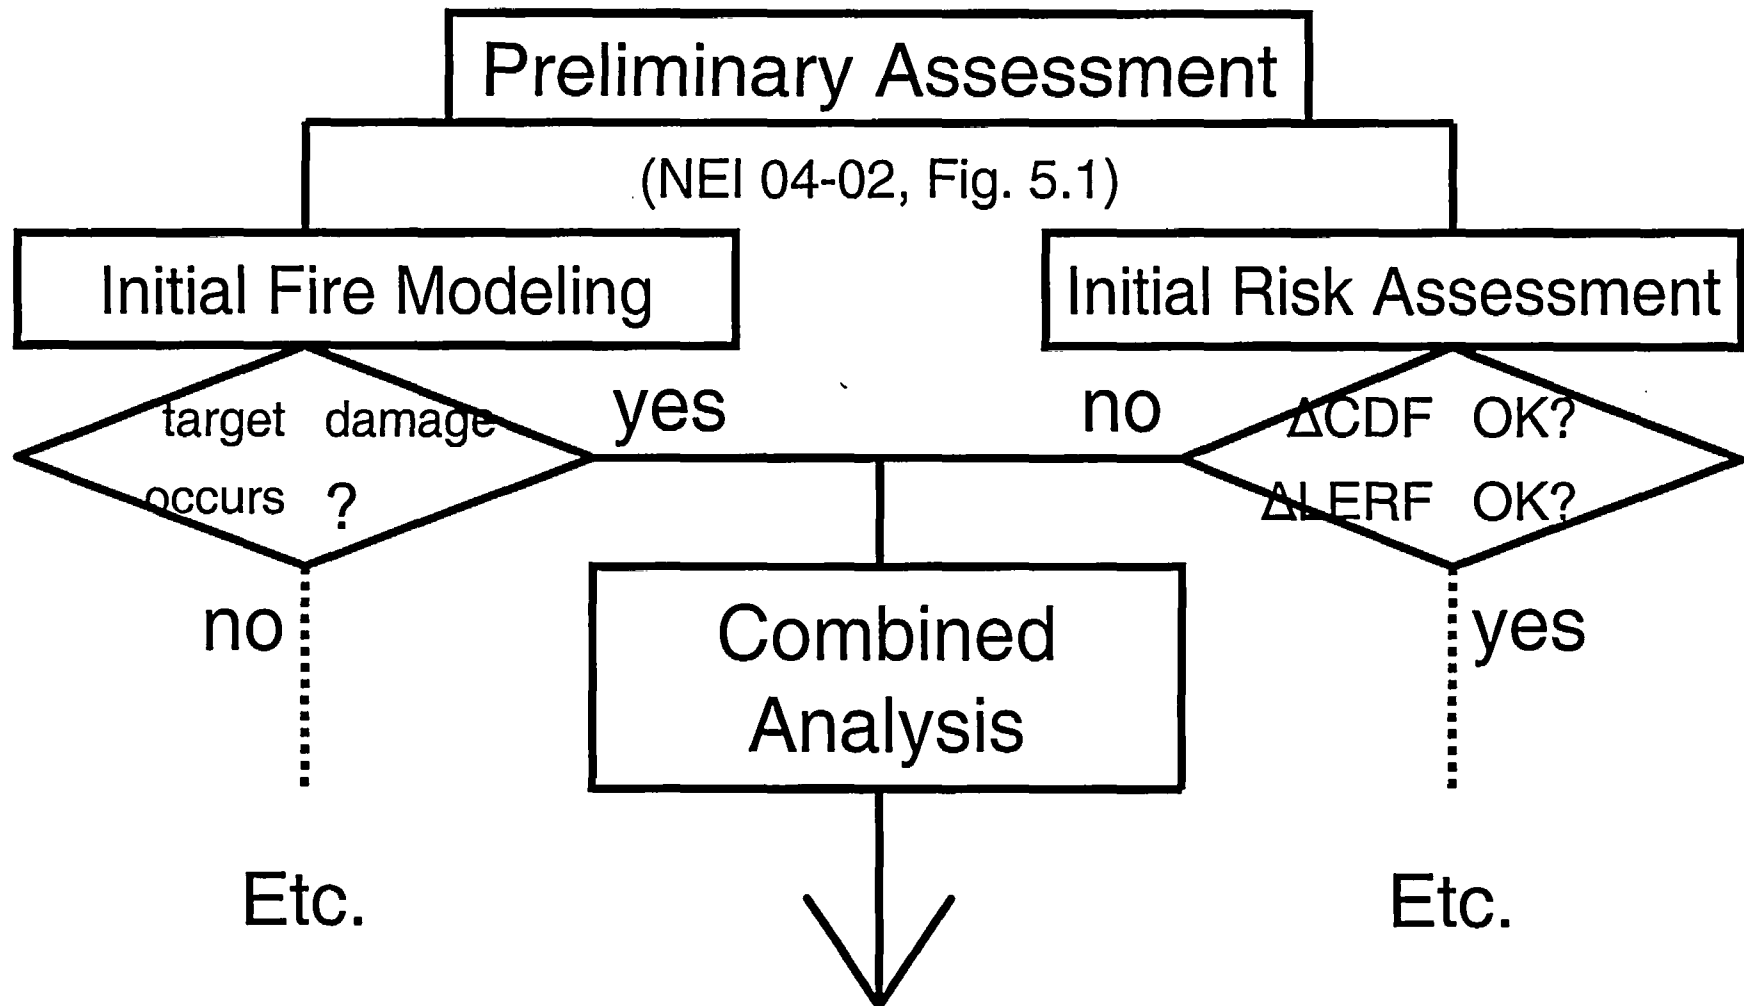 Preliminary Assessment
(NEI 04-02, Fig. 5.1)
Initial Fire Modeling
Initial Risk Assessment
target damage
occurs ?
yes
no
ΔCDF OK?
ΔLERF OK?
no
Combined
Analysis
yes
Etc.
Etc.